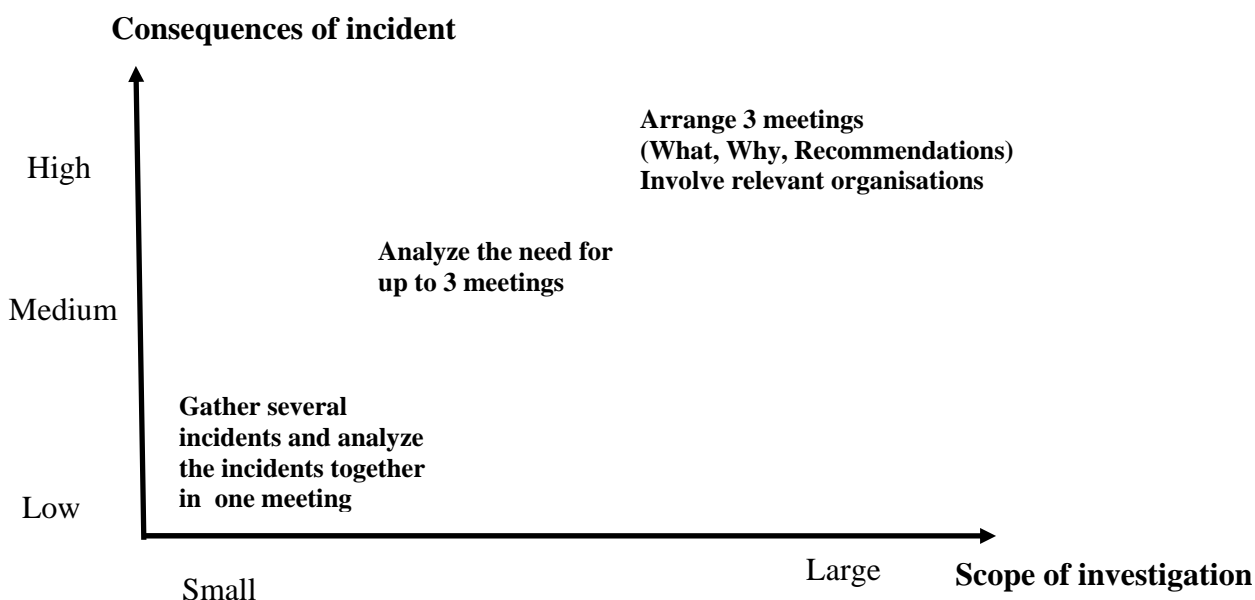 Consequences of incident
High
Arrange 3 meetings
(What, Why, Recommendations)
Involve relevant organisations
Analyze the need for
up to 3 meetings
Medium
Gather several
incidents and analyze
the incidents together
in  one meeting
Low
Small
Large
Scope of investigation